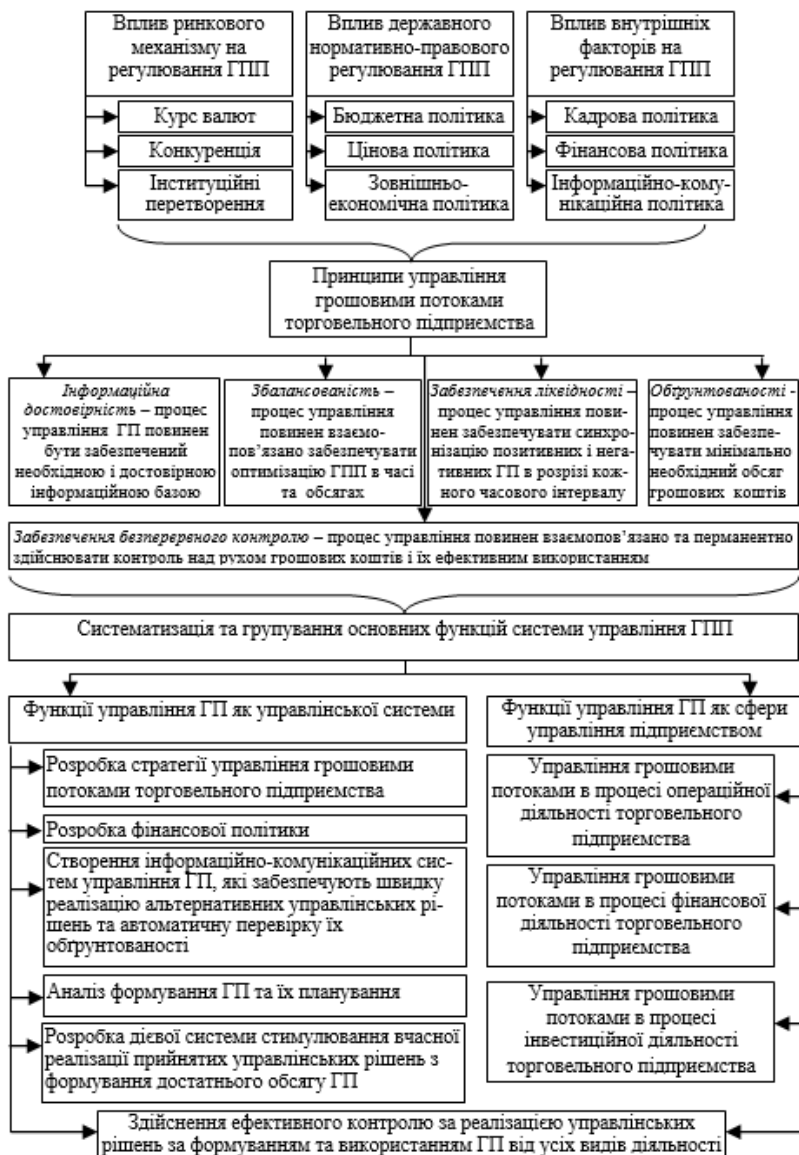 Вплив ринкового
механізму на
регулювання ГПП
Курс валют
Конкуренція
Інституційні
перетворення
Вплив державного
нормативно-правового
регулювання ГПП
Бюджетна політика
Цінова політика
Зовнішньо-
економічна політика
Вплив внутрішніх
факторів на
регулювання ГПП
Кадрова політика
Фінансова політика
Інформаційно-кому-
нікаційна політика
Принципи управління
грошовими потоками
торговельного підприємства
Інформаційна
достовірність – процес
управління ГП повинен
бути забезпечений
необхідною і достовірною
інформаційною базою
Збалансованість –
процес управління
повинен взаємо-
пов’язано забезпечувати
оптимізацію ГПП в часі
та обсягах
Забезпечення ліквідності –
процес управління пови-
нен забезпечувати синхро-
нізацію позитивних і нега-
тивних ГП в розрізі кож-
ного часового інтервалу
Обґрунтованості -
процес управління
повинен забезпе-
чувати мінімально
необхідний обсяг
грошових коштів
Забезпечення безперервного контролю – процес управління повинен взаємопов’язано та перманентно
здійснювати контроль над рухом грошових коштів і їх ефективним використанням
Систематизація та групування основних функцій системи управління ГПП
Функції управління ГП як управлінської системи
Розробка стратегії управління грошовими
потоками торговельного підприємства
Розробка фінансової політики
Створення інформаційно-комунікаційних сис-
тем управління ГП, які забезпечують швидку
реалізацію альтернативних управлінських рі-
шень та автоматичну перевірку їх
обґрунтованості
Аналіз формування ГП та їх планування
Розробка дієвої системи стимулювання вчасної
реалізації прийнятих управлінських рішень з
формування достатнього обсягу ГП
Функції управління ГП як сфери
управління підприємством
Управління грошовими
потоками в процесі операційної
діяльності торговельного
підприємства
Управління грошовими
потоками в процесі фінансової
діяльності торговельного
підприємства
Управління грошовими
потоками в процесі
інвестиційної діяльності
торговельного підприємства
Здійснення ефективного контролю за реалізацією управлінських
рішень за формуванням та використанням ГП від усіх видів діяльності